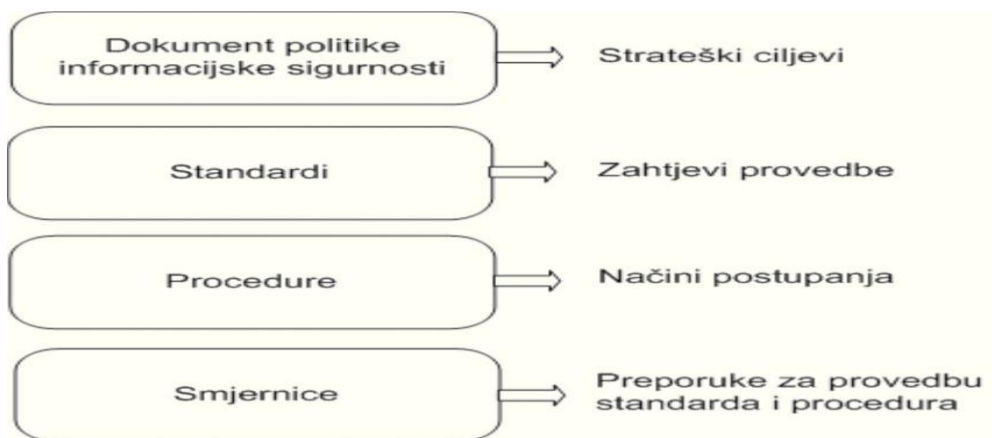 Dokument politike
informacijske sigurnosti
Strateški ciljevi
Standardi
Zahtjevi provedbe
Procedure
Načini postupanja
Smjernice
Preporuke za provedbu
standarda i procedura